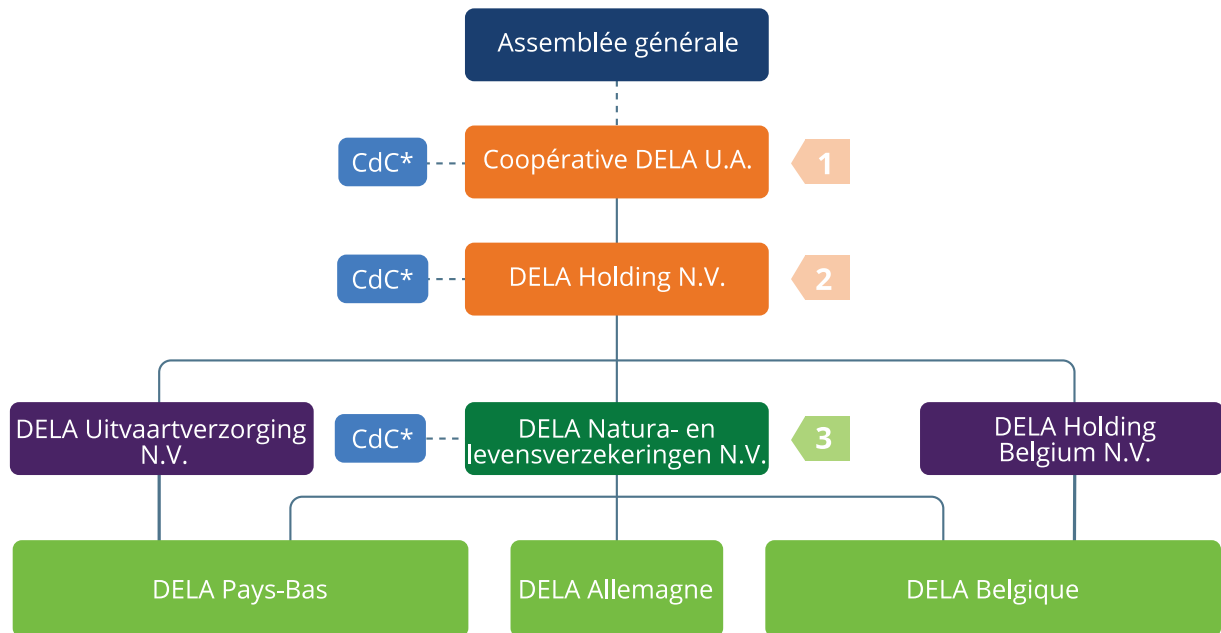 Assemblée générale
CdC*
Coopérative DELA U.A.
1
CdC*
DELA Holding N.V.
2
DELA Uitvaartverzorging
N.V.
CdC*
DELA Natura- en
levensverzekeringen N.V.
3
DELA Holding
Belgium N.V.
DELA Pays-Bas
DELA Allemagne
DELA Belgique